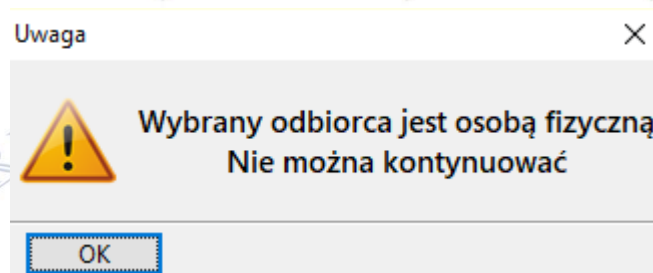 Uwaga
Wybrany odbiorca jest osobą fizyczną
Nie można kontynuować
OK